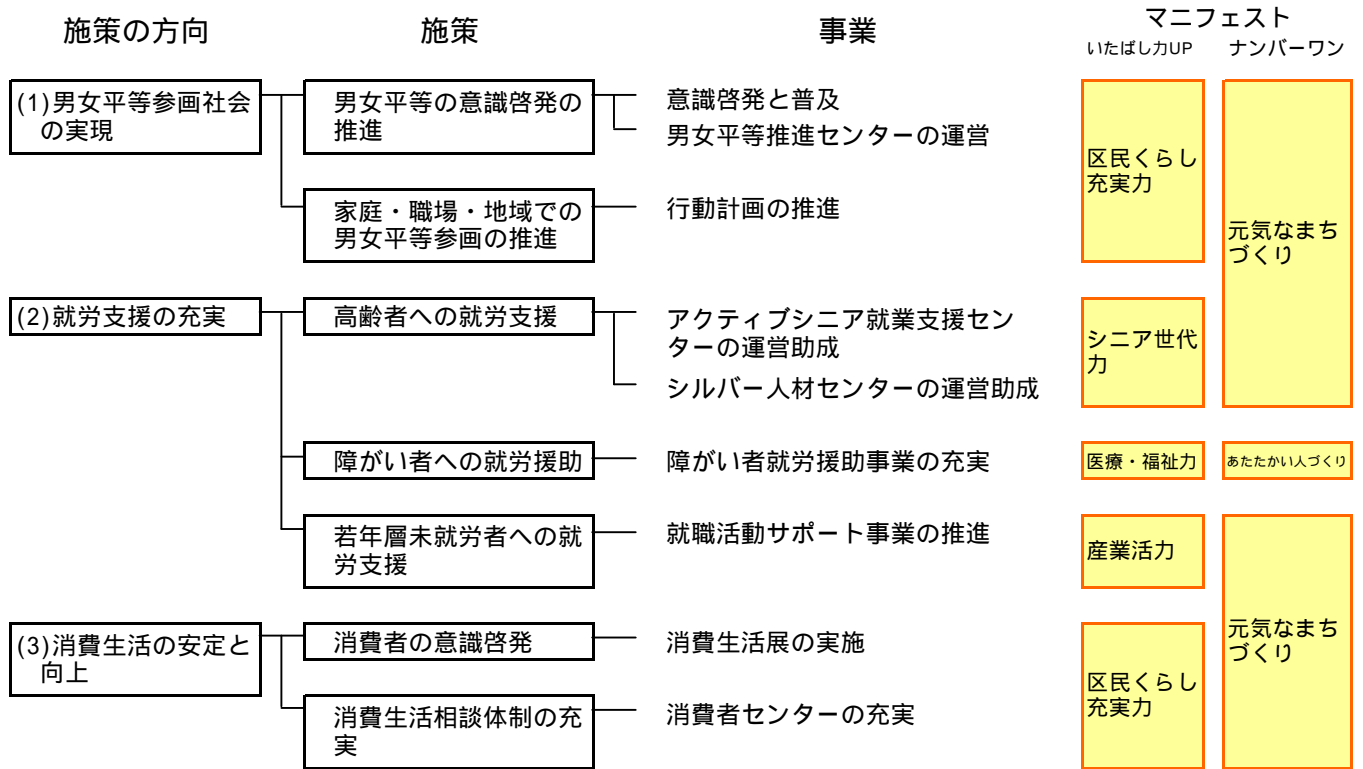 マニフェスト
施策の方向
施策
事業
いたばし力UP
ナンバーワン
(1)男女平等参画社会
の実現
男女平等の意識啓発の
推進
意識啓発と普及
男女平等推進センターの運営
家庭・職場・地域での
男女平等参画の推進
行動計画の推進
区民くらし
充実力
元気なまち
づくり
(2)就労支援の充実
高齢者への就労支援
アクティブシニア就業支援セン
ターの運営助成
シルバー人材センターの運営助成
シニア世代
力
障がい者への就労援助
障がい者就労援助事業の充実
医療・福祉力
あたたかい人づくり
若年層未就労者への就
労支援
就職活動サポート事業の推進
産業活力
元気なまち
づくり
(3)消費生活の安定と
向上
消費者の意識啓発
消費生活展の実施
消費生活相談体制の充
実
消費者センターの充実
区民くらし
充実力